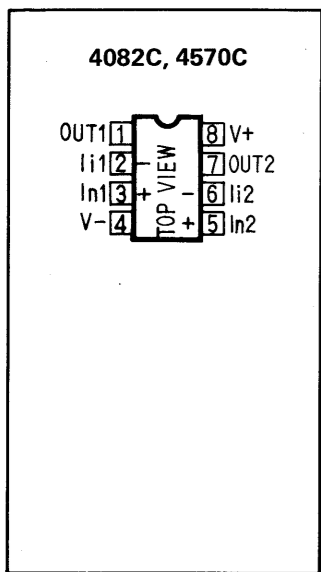 4082C, 4570C
OUT1 1 8 V+
Ii1 2 - 7 OUT2
In1 3 + - 6 Ii2
V- 4 + 5 In2
TOP VIEW